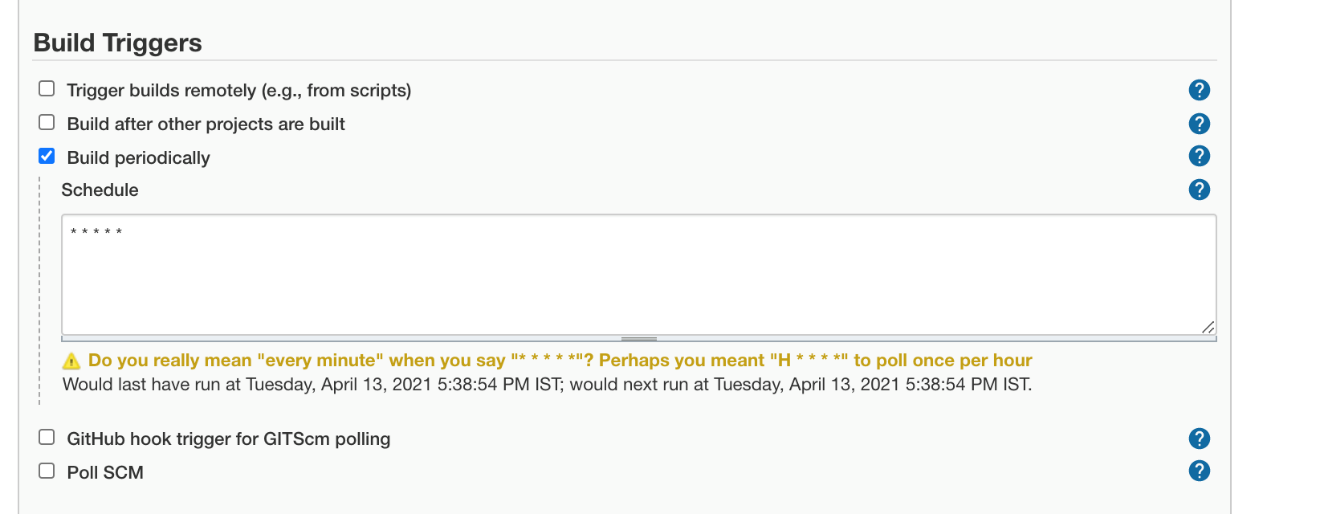 Build Triggers
Trigger builds remotely (e.g., from scripts)
?
Build after other projects are built
?
Build periodically
?
Schedule
?
* * * * *
Do you really mean "every minute" when you say "* * * * *"? Perhaps you meant "H * * * *" to poll once per hour
Would last have run at Tuesday, April 13, 2021 5:38:54 PM IST; would next run at Tuesday, April 13, 2021 5:38:54 PM IST.
GitHub hook trigger for GITScm polling
?
Poll SCM
?